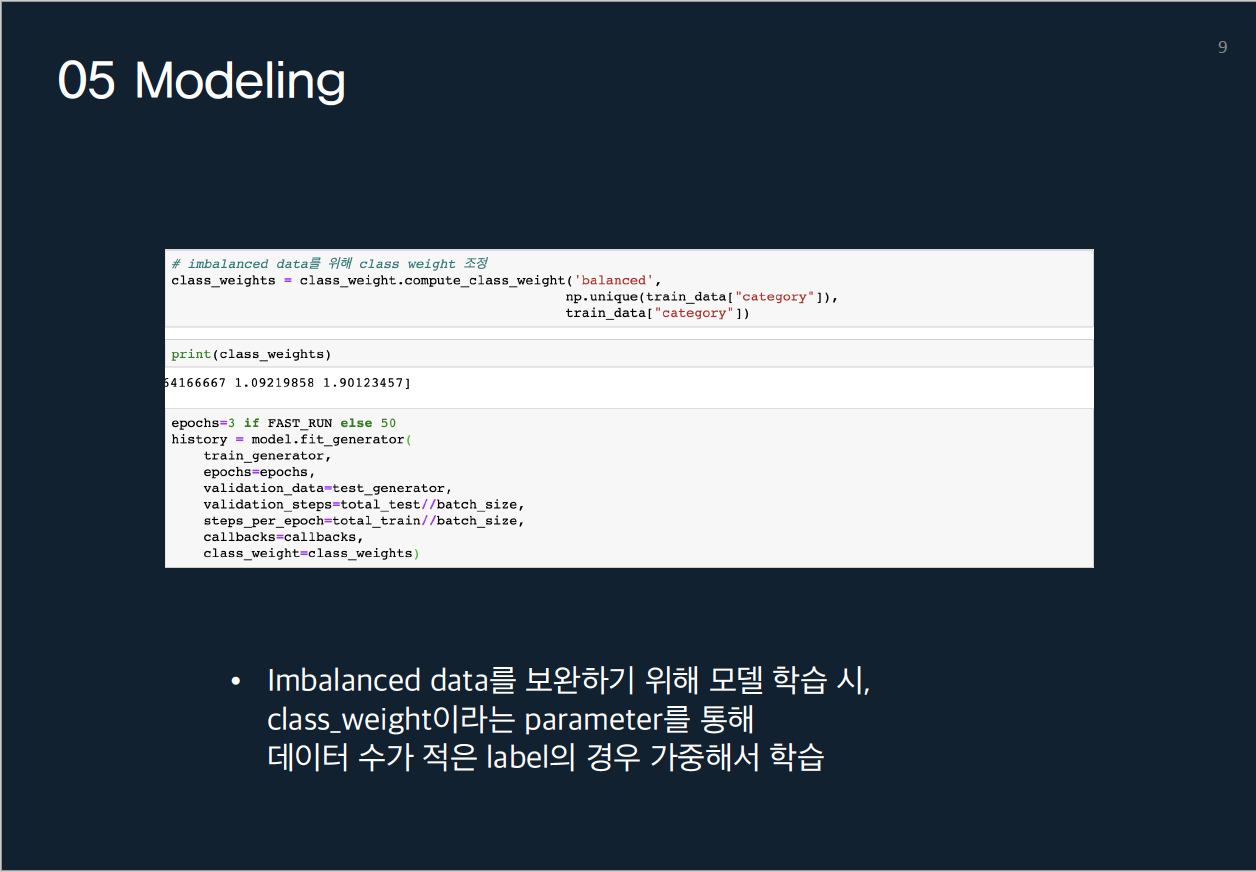 9
05 Modeling
# imbalanced data를 위해 class weight 조정
class_weights = class_weight.compute_class_weight('balanced',
np.unique(train_data["category"]),
train_data["category"])
print(class_weights)
64166667 1.09219858 1.90123457]
epochs=3 if FAST_RUN else 50
history = model.fit_generator(
train_generator,
epochs=epochs,
validation_data=test_generator,
validation_steps=total_test//batch_size,
steps_per_epoch=total_train//batch_size,
callbacks=callbacks,
class_weight=class_weights)
• Imbalanced data를 보완하기 위해 모델 학습 시,
class_weight이라는 parameter를 통해
데이터 수가 적은 label의 경우 가중해서 학습